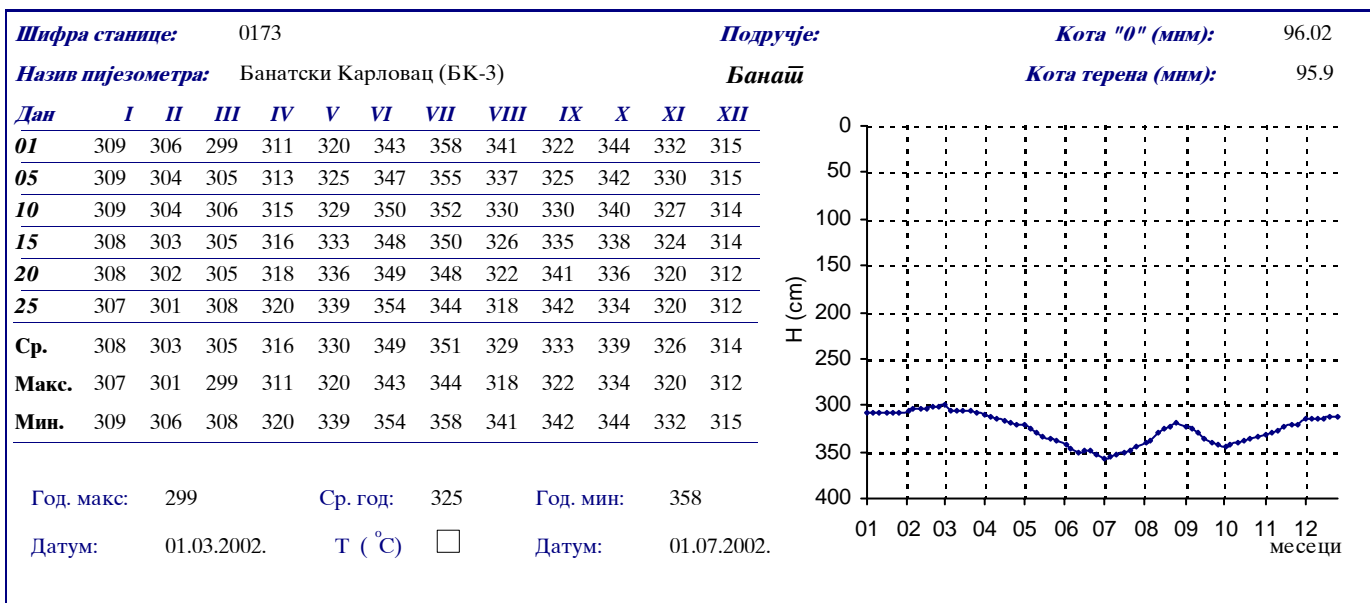 Шифра станице: 0173 Подручје: Кота "0" (мнм): 96.02
Назив пијезометра: Банатски Карловац (БК-3) Банат Кота терена (мнм): 95.9
Дан I II III IV V VI VII VIII IX X XI XII
01 309 306 299 311 320 343 358 341 322 344 332 315
05 309 304 305 313 325 347 355 337 325 342 330 315
10 309 304 306 315 329 350 352 330 330 340 327 314
15 308 303 305 316 333 348 350 326 335 338 324 314
20 308 302 305 318 336 349 348 322 341 336 320 312
25 307 301 308 320 339 354 344 318 342 334 320 312
Ср. 308 303 305 316 330 349 351 329 333 339 326 314
Макс. 307 301 299 311 320 343 344 318 322 334 320 312
Мин. 309 306 308 320 339 354 358 341 342 344 332 315
Год. макс: 299 Ср. год: 325 Год. мин: 358
Датум: 01.03.2002. Т ( °C) Датум: 01.07.2002.
0
50
100
150
200
250
300
350
400
H (cm)
01 02 03 04 05 06 07 08 09 10 11 12
месеци